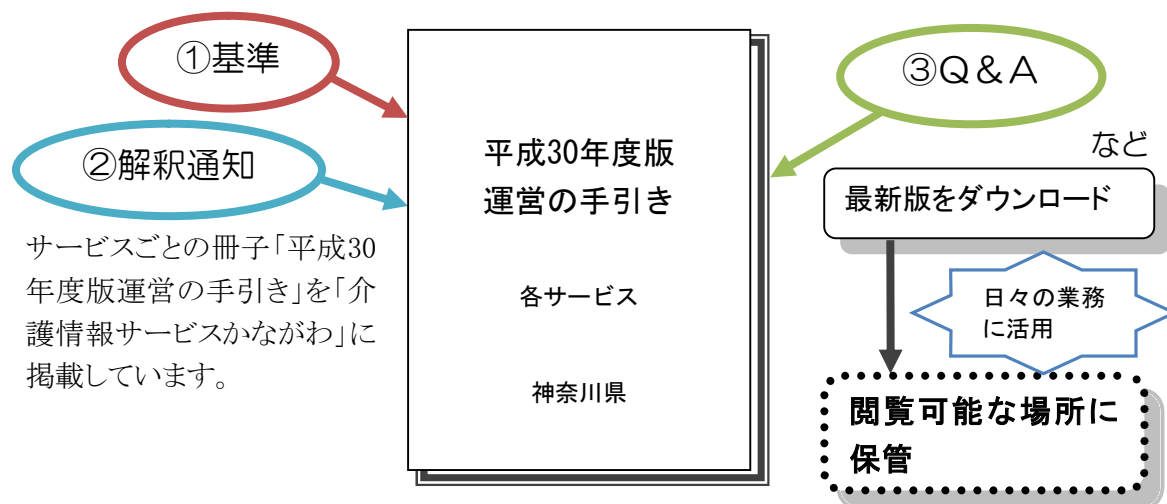 ①基準
②解釈通知
サービスごとの冊子「平成30
年度版運営の手引き」を「介
護情報サービスかながわ」に
掲載しています。
平成30年度版
運営の手引き
各サービス
神奈川県
③Q＆A
など
最新版をダウンロード
日々の業務
に活用
閲覧可能な場所に
保管